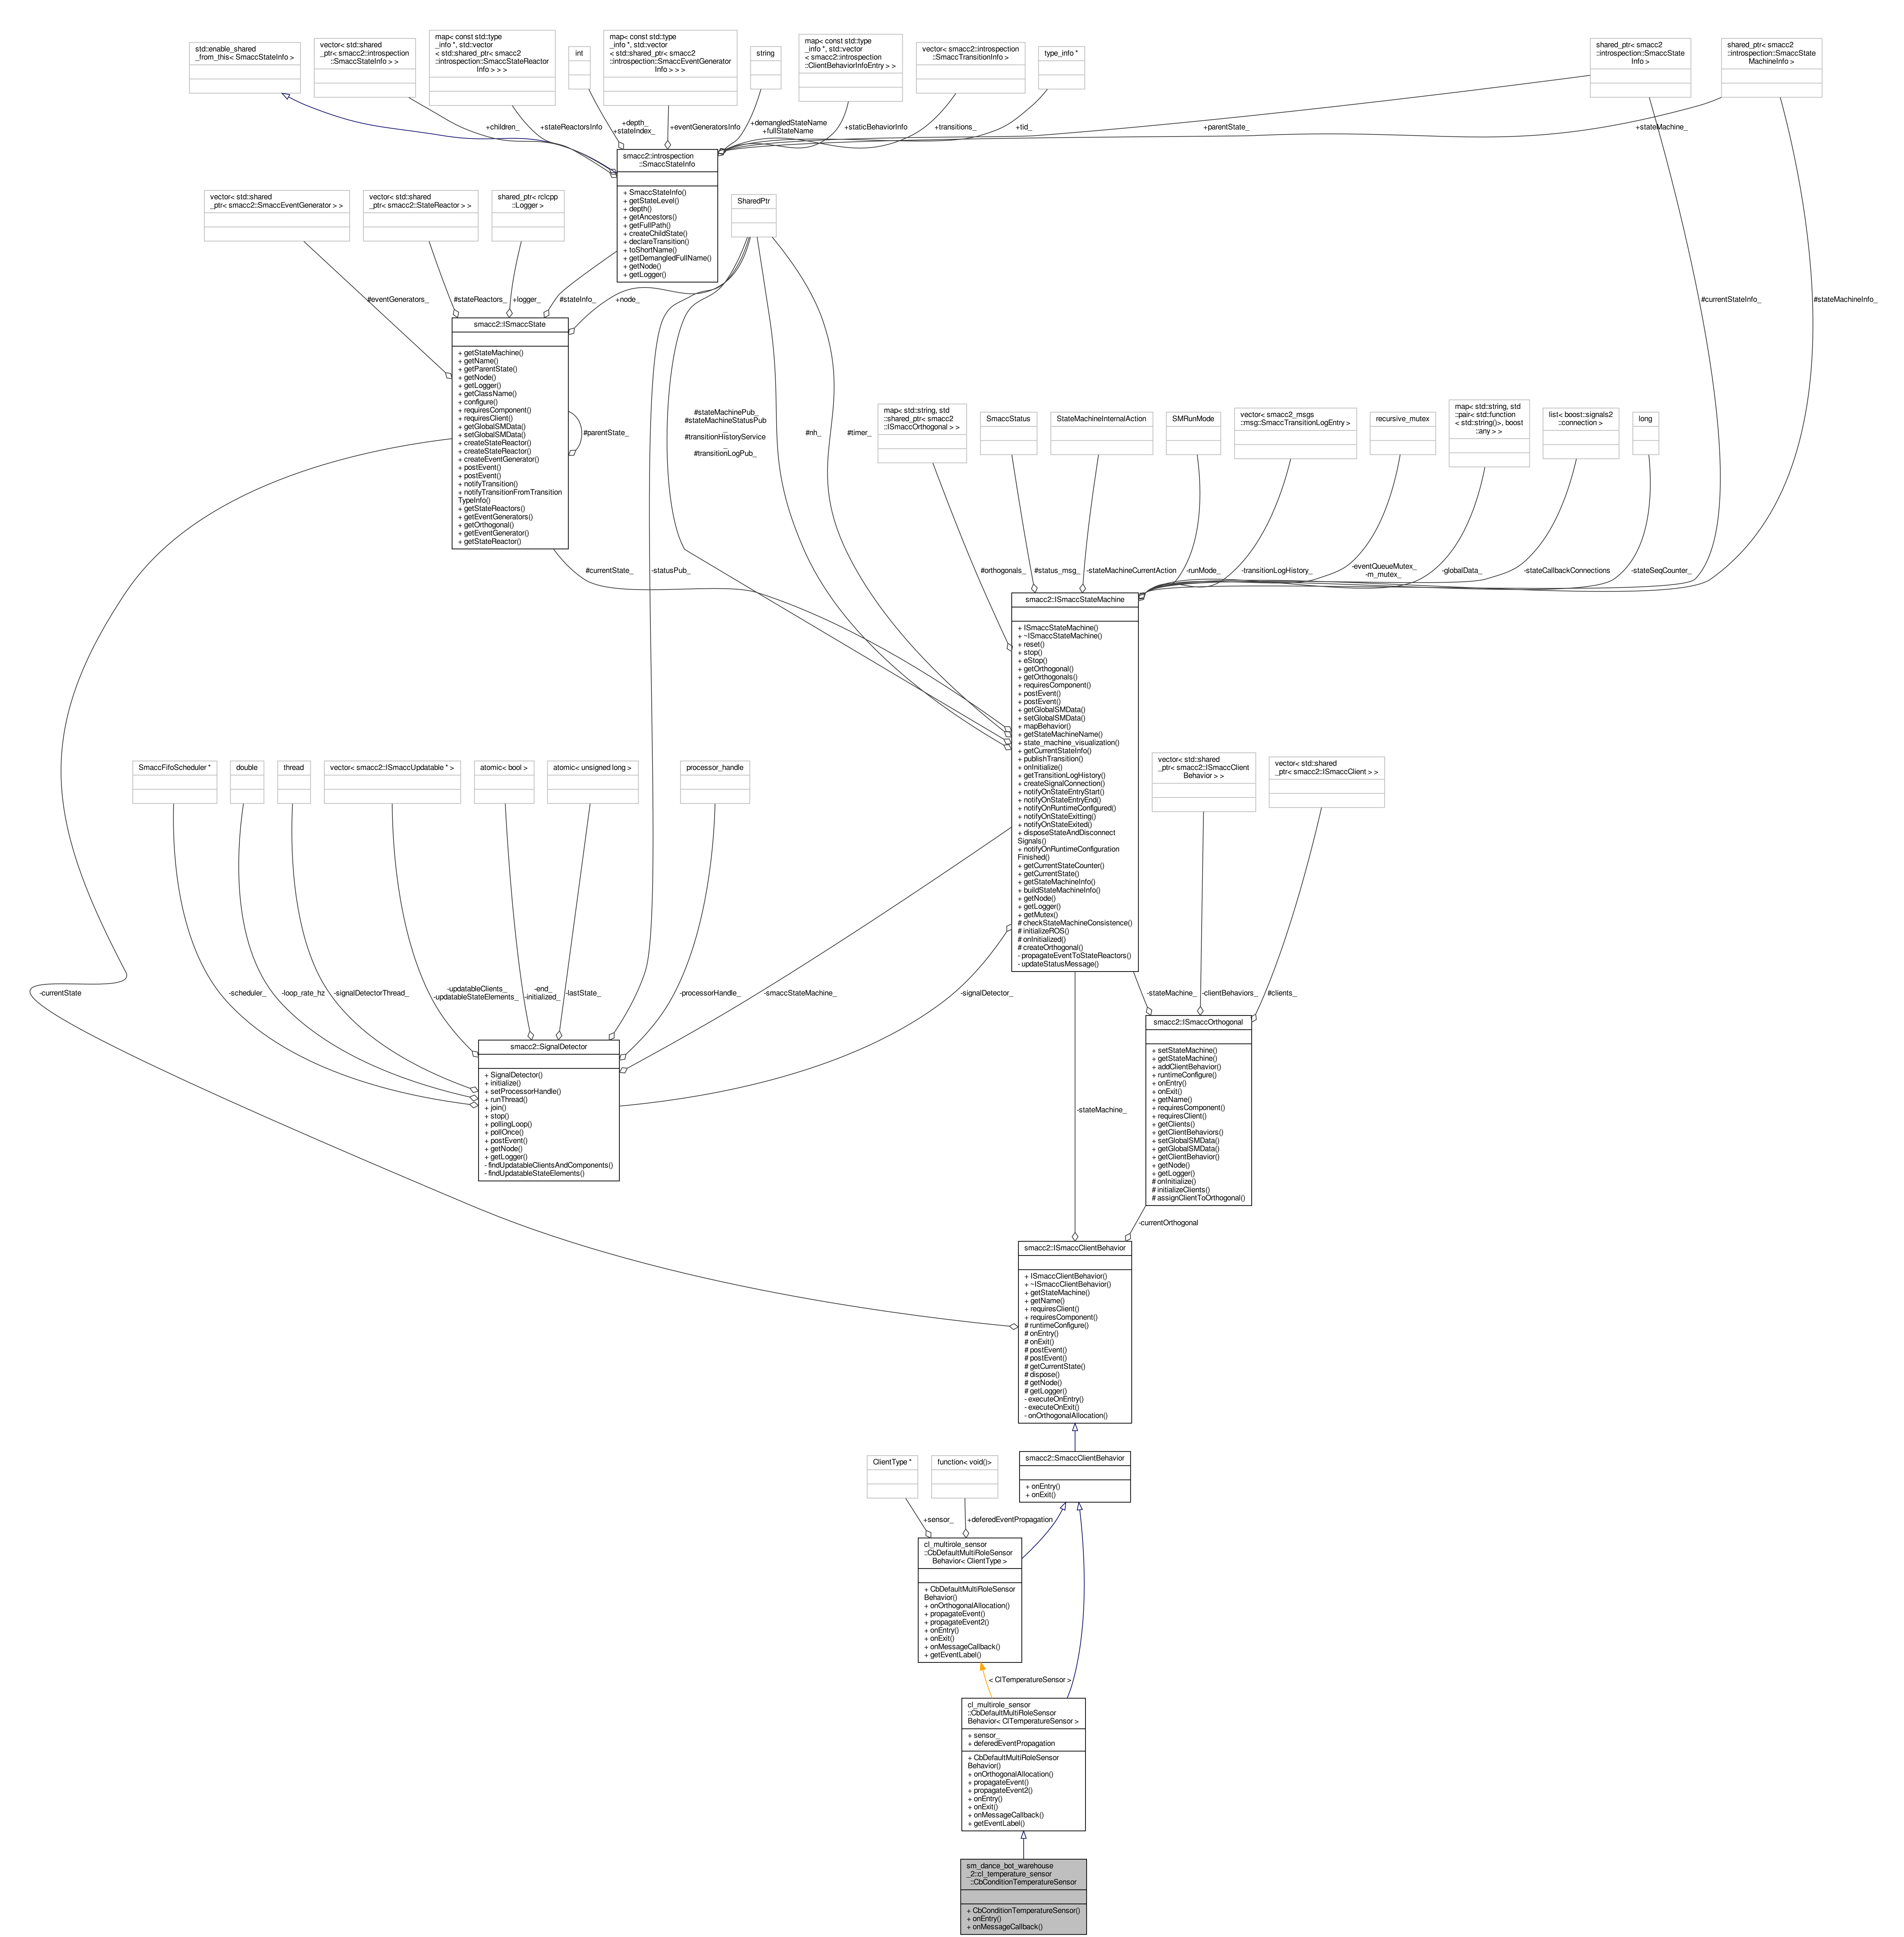 std::enable_shared
_from_this< SmaccStateInfo >
vector< std::shared
_ptr< smacc2::introspection
::SmaccStateInfo > >
map< const std::type
_info *, std::vector
< std::shared_ptr< smacc2
::introspection::SmaccStateReactor
Info > > >
int
map< const std::type
_info *, std::vector
< std::shared_ptr< smacc2
::introspection::SmaccEventGenerator
Info > > >
string
map< const std::type
_info *, std::vector
< smacc2::introspection
::ClientBehaviorInfoEntry > >
vector< smacc2::introspection
::SmaccTransitionInfo >
type_info *
shared_ptr< smacc2
::introspection::SmaccState
Info >
shared_ptr< smacc2
::introspection::SmaccState
MachineInfo >
+children_
+stateReactorsInfo
+depth_
+stateIndex_
+eventGeneratorsInfo
+demangledStateName
+fullStateName
+staticBehaviorInfo
+transitions_
+tid_
+parentState_
+stateMachine_
smacc2::introspection
::SmaccStateInfo
+ SmaccStateInfo()
+ getStateLevel()
+ depth()
+ getAncestors()
+ getFullPath()
+ createChildState()
+ declareTransition()
+ toShortName()
+ getDemangledFullName()
+ getNode()
+ getLogger()
vector< std::shared
_ptr< smacc2::SmaccEventGenerator > >
vector< std::shared
_ptr< smacc2::StateReactor > >
shared_ptr< rclcpp
::Logger >
SharedPtr
#eventGenerators_
#stateReactors_
+logger_
#stateInfo_
+node_
#currentStateInfo_
#stateMachineInfo_
smacc2::ISmaccState
+ getStateMachine()
+ getName()
+ getParentState()
+ getNode()
+ getLogger()
+ getClassName()
+ configure()
+ requiresComponent()
+ requiresClient()
+ getGlobalSMData()
+ setGlobalSMData()
+ createStateReactor()
+ createStateReactor()
+ createEventGenerator()
+ postEvent()
+ postEvent()
+ notifyTransition()
+ notifyTransitionFromTransition
TypeInfo()
+ getStateReactors()
+ getEventGenerators()
+ getOrthogonal()
+ getEventGenerator()
+ getStateReactor()
#parentState_
#stateMachinePub_
#stateMachineStatusPub
_
#transitionHistoryService
_
#transitionLogPub_
#nh_
#timer_
map< std::string, std
::shared_ptr< smacc2
::ISmaccOrthogonal > >
SmaccStatus
StateMachineInternalAction
SMRunMode
vector< smacc2_msgs
::msg::SmaccTransitionLogEntry >
recursive_mutex
map< std::string, std
::pair< std::function
< std::string()>, boost
::any > >
list< boost::signals2
::connection >
long
#currentState_
-statusPub_
#orthogonals_
#status_msg_
-stateMachineCurrentAction
-runMode_
-transitionLogHistory_
-eventQueueMutex_
-m_mutex_
-globalData_
-stateCallbackConnections
-stateSeqCounter_
smacc2::ISmaccStateMachine
+ ISmaccStateMachine()
+ ~ISmaccStateMachine()
+ reset()
+ stop()
+ eStop()
+ getOrthogonal()
+ getOrthogonals()
+ requiresComponent()
+ postEvent()
+ postEvent()
+ getGlobalSMData()
+ setGlobalSMData()
+ mapBehavior()
+ getStateMachineName()
+ state_machine_visualization()
+ getCurrentStateInfo()
+ publishTransition()
+ onInitialize()
+ getTransitionLogHistory()
+ createSignalConnection()
+ notifyOnStateEntryStart()
+ notifyOnStateEntryEnd()
+ notifyOnRuntimeConfigured()
+ notifyOnStateExitting()
+ notifyOnStateExited()
+ disposeStateAndDisconnect
Signals()
+ notifyOnRuntimeConfiguration
Finished()
+ getCurrentStateCounter()
+ getCurrentState()
+ getStateMachineInfo()
+ buildStateMachineInfo()
+ getNode()
+ getLogger()
+ getMutex()
# checkStateMachineConsistence()
# initializeROS()
# onInitialized()
# createOrthogonal()
- propagateEventToStateReactors()
- updateStatusMessage()
SmaccFifoScheduler *
double
thread
vector< smacc2::ISmaccUpdatable * >
atomic< bool >
atomic< unsigned long >
processor_handle
vector< std::shared
_ptr< smacc2::ISmaccClient
Behavior > >
vector< std::shared
_ptr< smacc2::ISmaccClient > >
-currentState
-scheduler_
-loop_rate_hz
-signalDetectorThread_
-updatableClients_
-updatableStateElements_
-end_
-initialized_
-lastState_
-processorHandle_
-smaccStateMachine_
-signalDetector_
-stateMachine_
-clientBehaviors_
#clients_
smacc2::SignalDetector
+ SignalDetector()
+ initialize()
+ setProcessorHandle()
+ runThread()
+ join()
+ stop()
+ pollingLoop()
+ pollOnce()
+ postEvent()
+ getNode()
+ getLogger()
- findUpdatableClientsAndComponents()
- findUpdatableStateElements()
smacc2::ISmaccOrthogonal
+ setStateMachine()
+ getStateMachine()
+ addClientBehavior()
+ runtimeConfigure()
+ onEntry()
+ onExit()
+ getName()
+ requiresComponent()
+ requiresClient()
+ getClients()
+ getClientBehaviors()
+ setGlobalSMData()
+ getGlobalSMData()
+ getClientBehavior()
+ getNode()
+ getLogger()
# onInitialize()
# initializeClients()
# assignClientToOrthogonal()
-stateMachine_
-currentOrthogonal
smacc2::ISmaccClientBehavior
+ ISmaccClientBehavior()
+ ~ISmaccClientBehavior()
+ getStateMachine()
+ getName()
+ requiresClient()
+ requiresComponent()
# runtimeConfigure()
# onEntry()
# onExit()
# postEvent()
# postEvent()
# getCurrentState()
# dispose()
# getNode()
# getLogger()
- executeOnEntry()
- executeOnExit()
- onOrthogonalAllocation()
smacc2::SmaccClientBehavior
+ onEntry()
+ onExit()
ClientType *
function< void()>
+sensor_
+deferedEventPropagation
cl_multirole_sensor
::CbDefaultMultiRoleSensor
Behavior< ClientType >
+ CbDefaultMultiRoleSensor
Behavior()
+ onOrthogonalAllocation()
+ propagateEvent()
+ propagateEvent2()
+ onEntry()
+ onExit()
+ onMessageCallback()
+ getEventLabel()
< ClTemperatureSensor >
cl_multirole_sensor
::CbDefaultMultiRoleSensor
Behavior< ClTemperatureSensor >
+ sensor_
+ deferedEventPropagation
+ CbDefaultMultiRoleSensor
Behavior()
+ onOrthogonalAllocation()
+ propagateEvent()
+ propagateEvent2()
+ onEntry()
+ onExit()
+ onMessageCallback()
+ getEventLabel()
sm_dance_bot_warehouse
_2::cl_temperature_sensor
::CbConditionTemperatureSensor
+ CbConditionTemperatureSensor()
+ onEntry()
+ onMessageCallback()